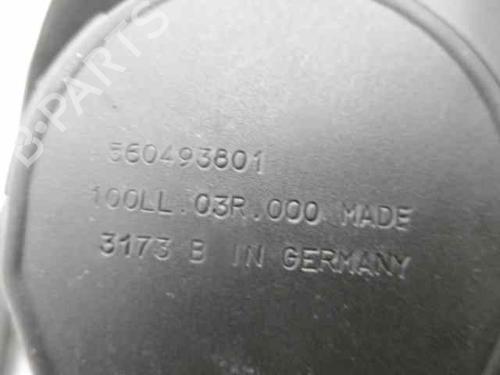 B-PARTS
560493801
100LL.03R.000 MADE
3173 B IN GERMANY